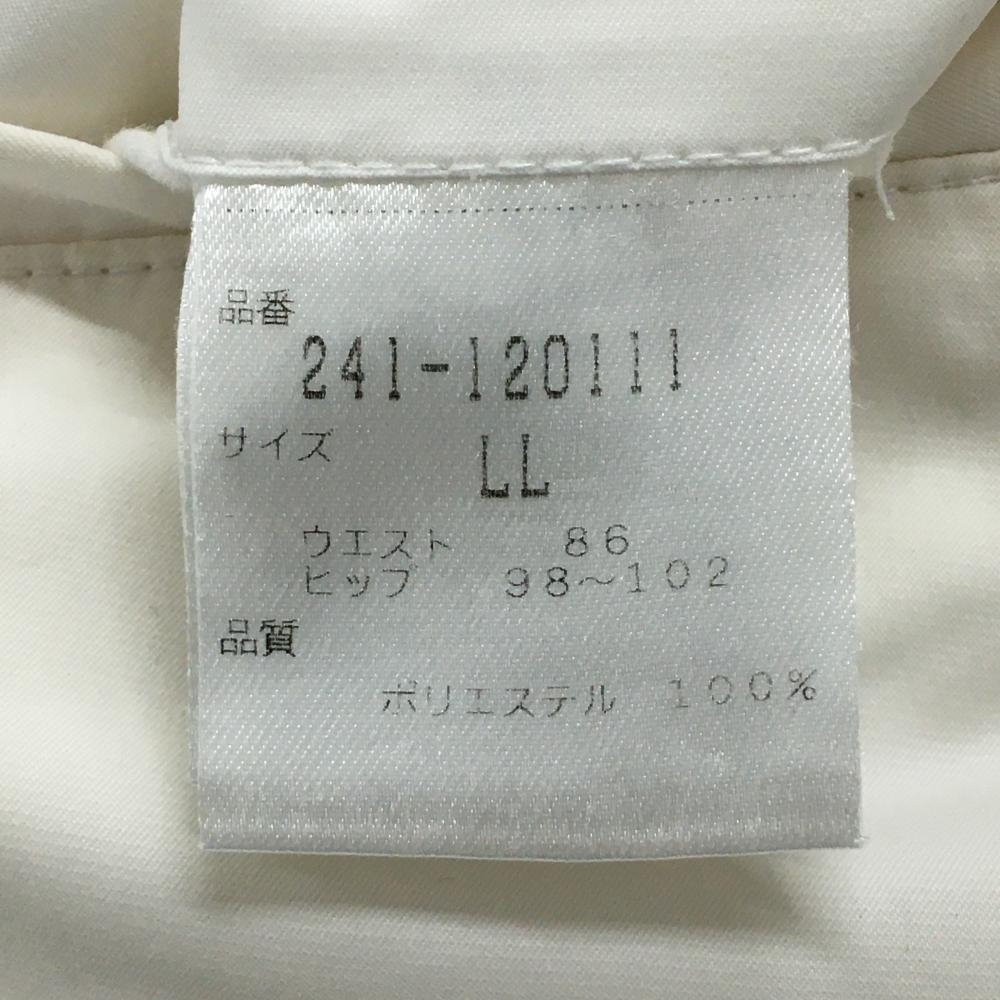 品番
241-120111
サイズ LL
ウエスト 86
ヒップ 98～102
品質
ポリエステル 100%